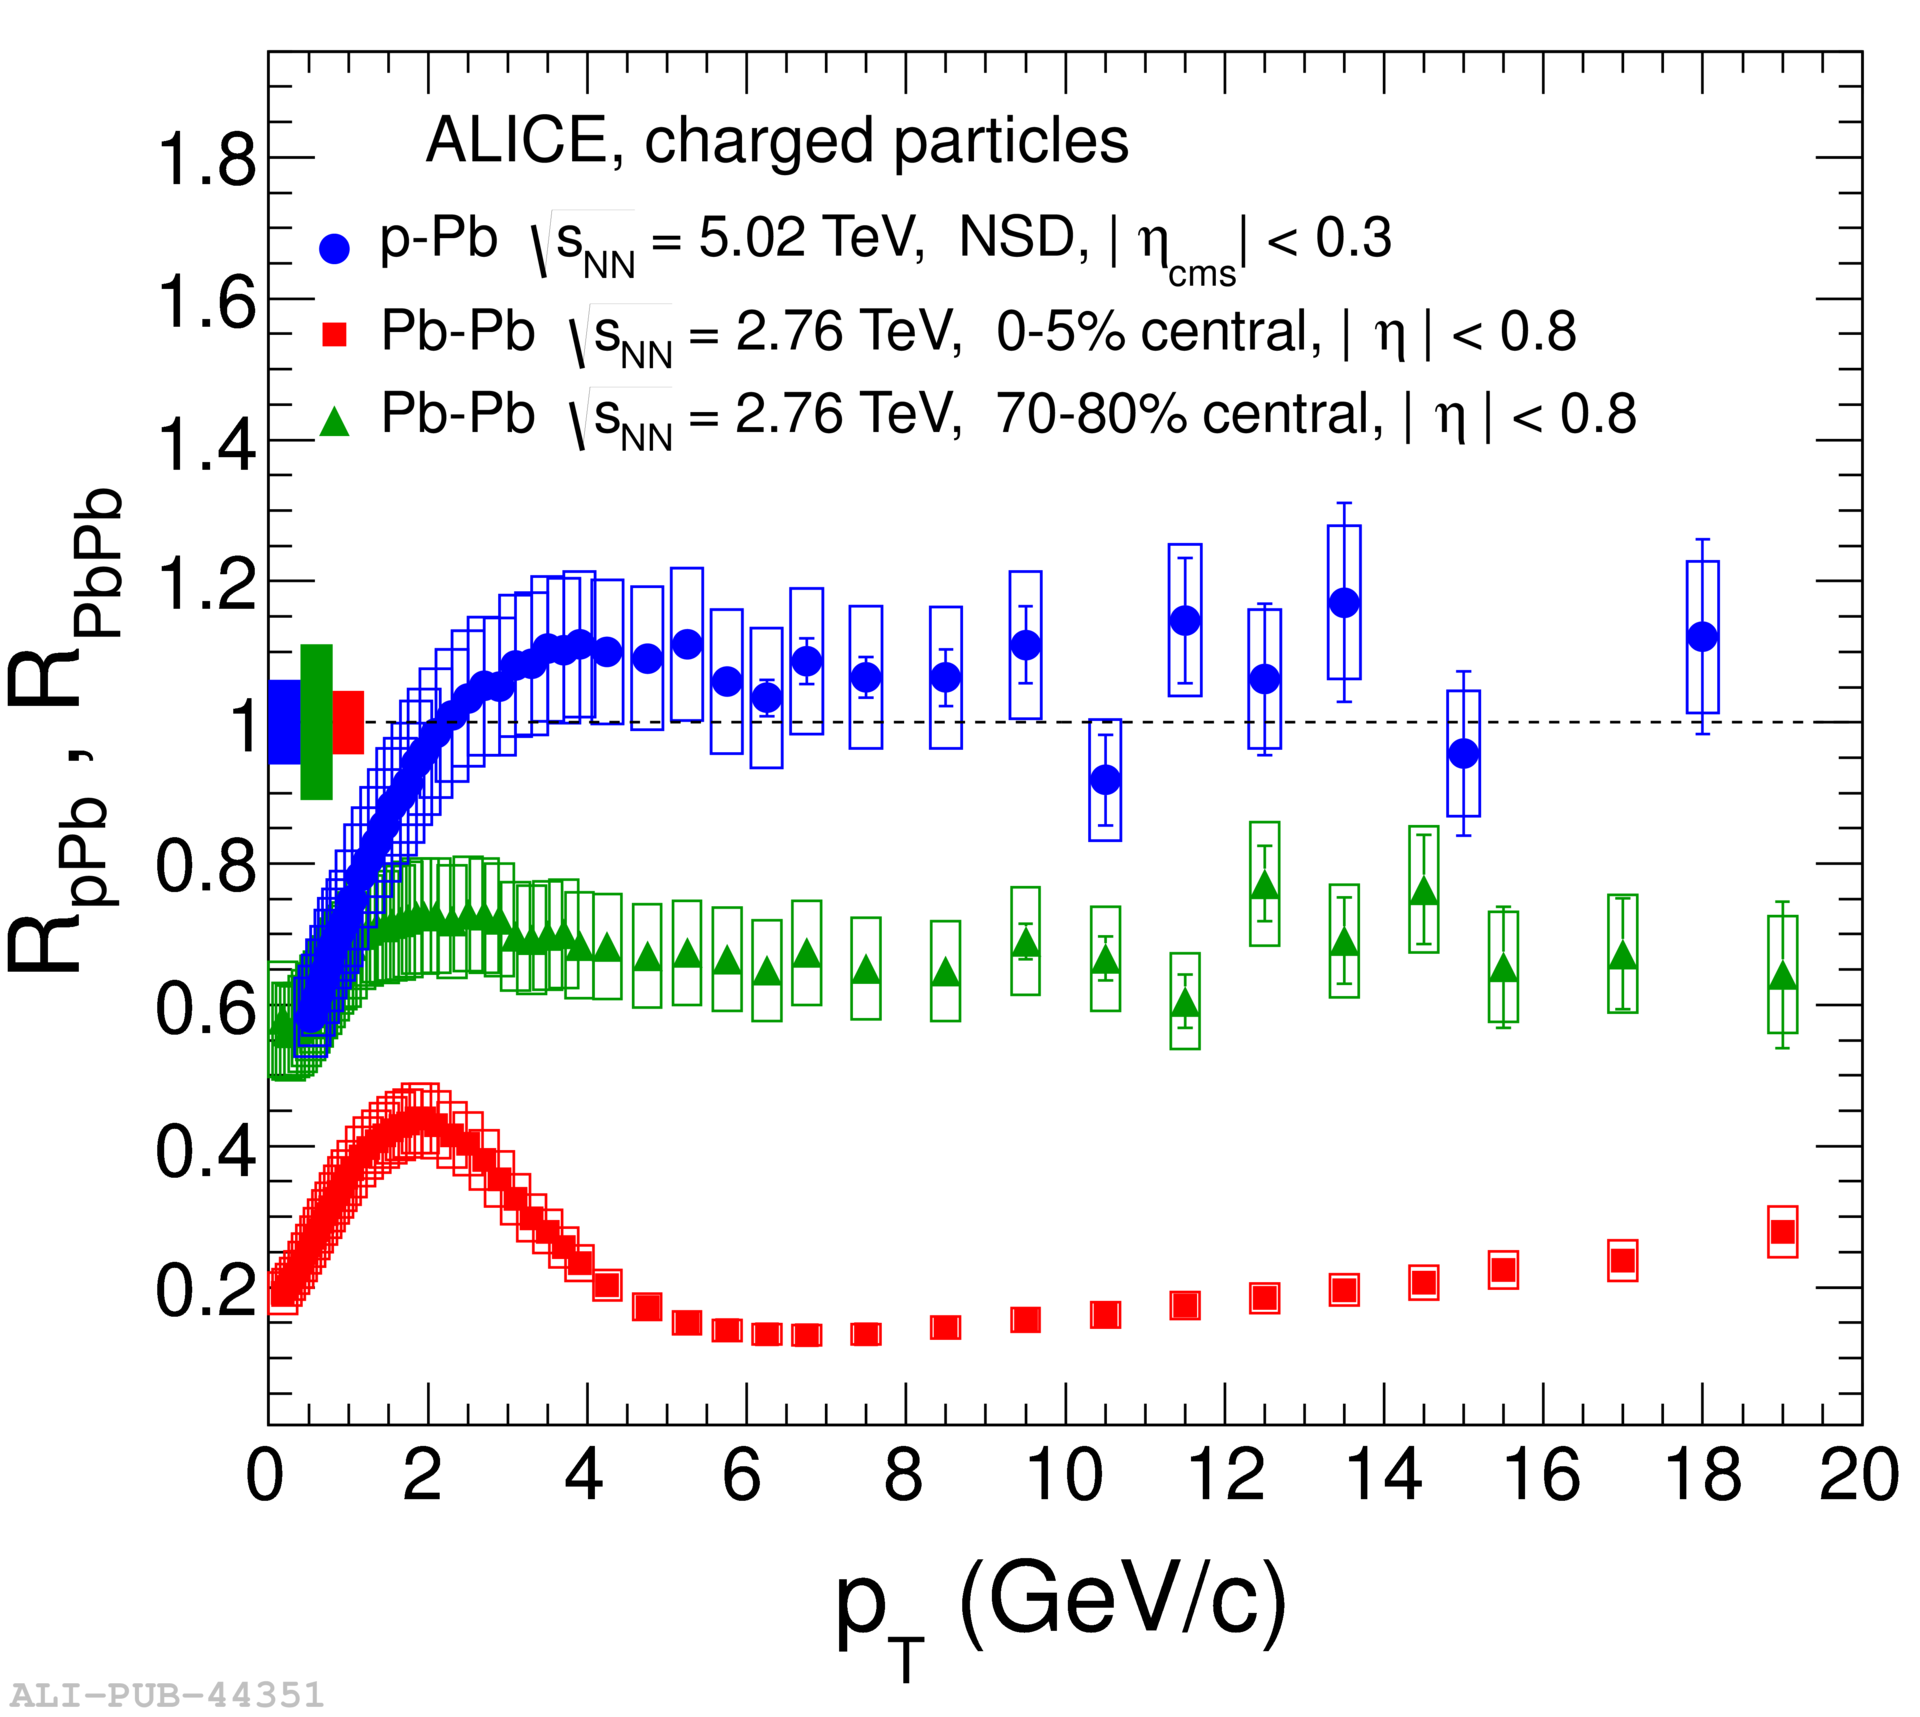 ALICE, charged particles
p-Pb √sNN = 5.02 TeV, NSD, | ηcms| < 0.3
Pb-Pb √sNN = 2.76 TeV, 0-5% central, | η | < 0.8
Pb-Pb √sNN = 2.76 TeV, 70-80% central, | η | < 0.8
RpPb , RPbPb
1.8
1.6
1.4
1.2
1
0.8
0.6
0.4
0.2
0 2 4 6 8 10 12 14 16 18 20
pT (GeV/c)
ALI-PUB-44351